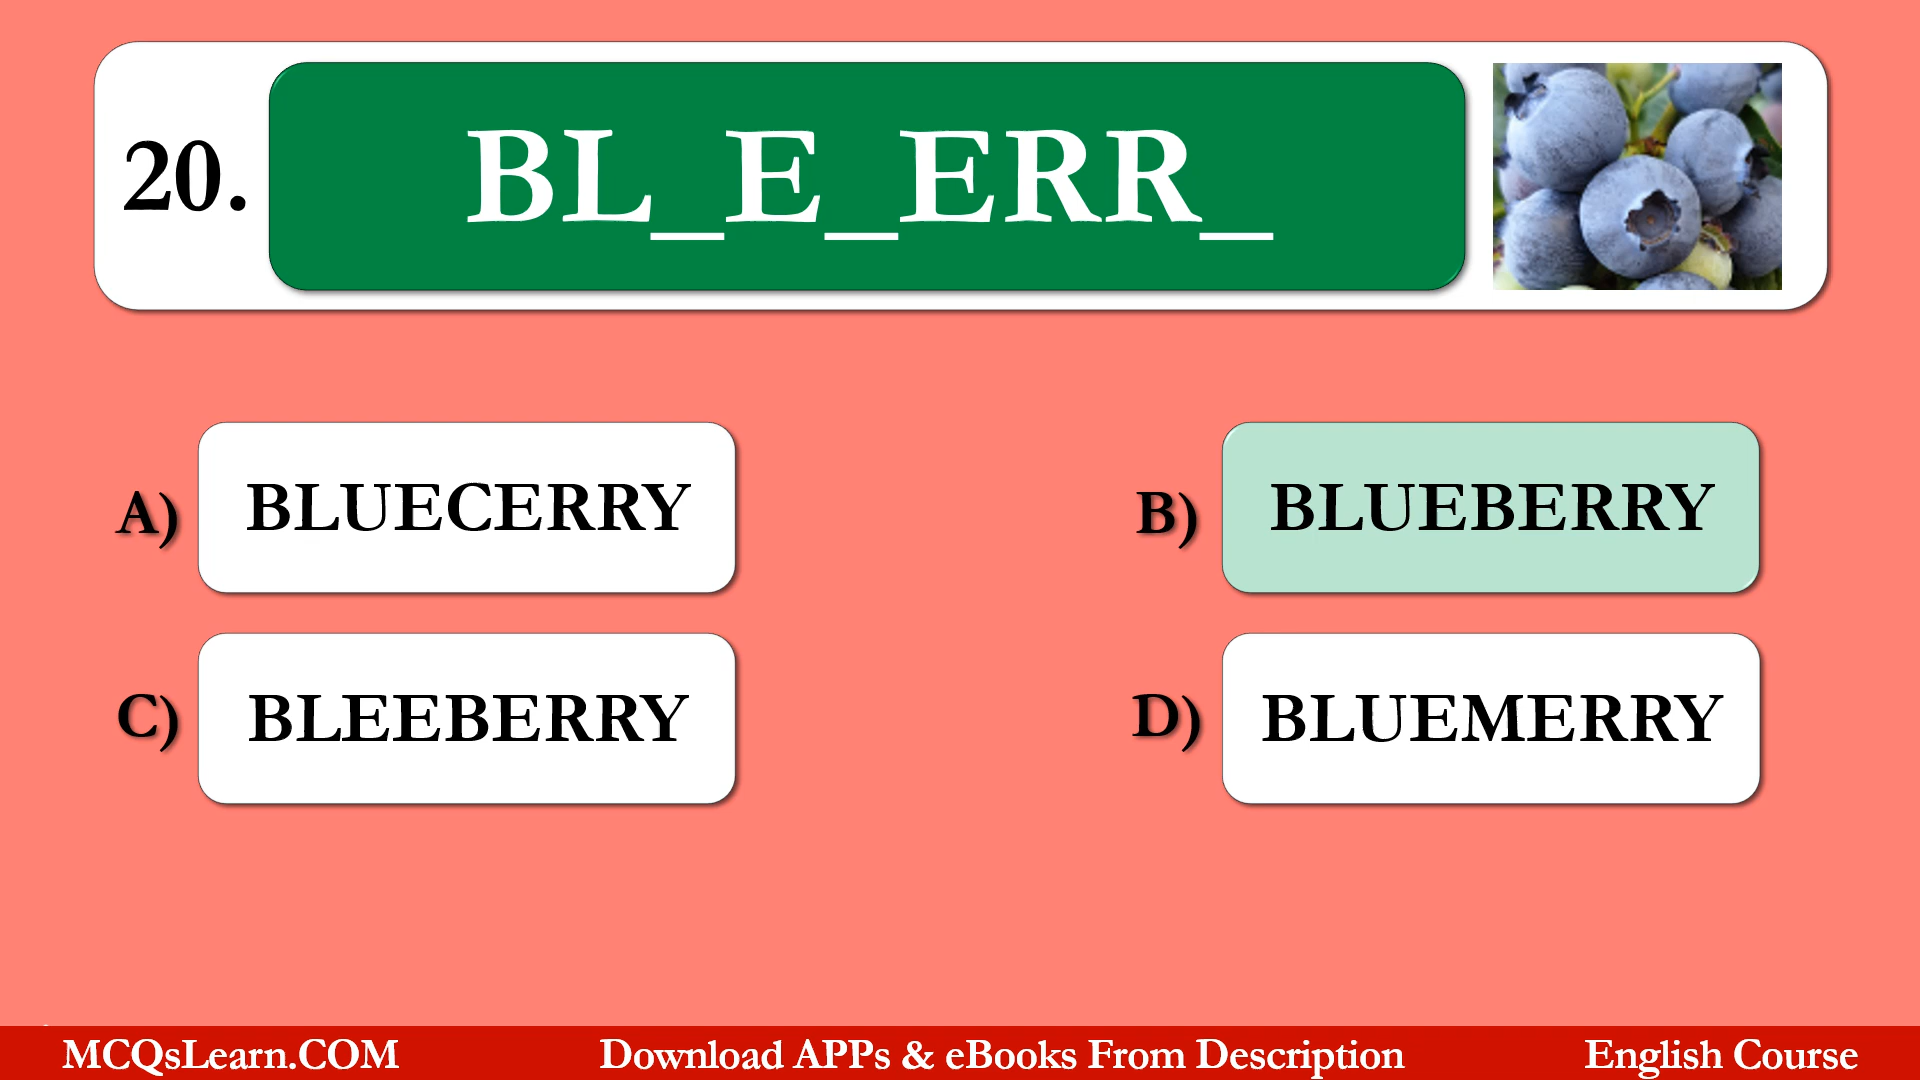 20. BL_E_ERR_
A) BLUECERRY
B) BLUEBERRY
C) BLEEBERRY
D) BLUEMERRY
MCQsLearn.COM Download APPs & eBooks From Description English Course